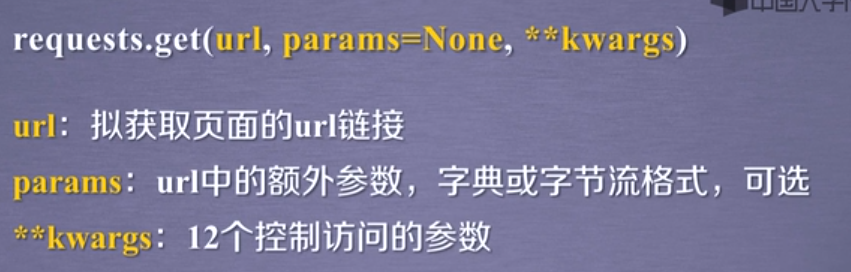 中国大学
requests.get(url, params=None, **kwargs)
url：拟获取页面的url链接
params：url中的额外参数，字典或字节流格式，可选
**kwargs：12个控制访问的参数